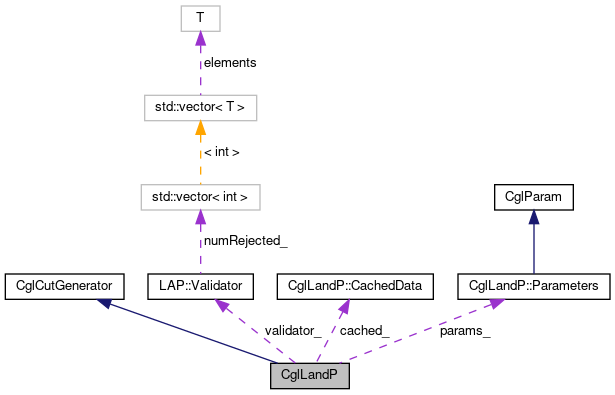 T
elements
std::vector< T >
< int >
std::vector< int >
CglParam
numRejected_
CglCutGenerator
LAP::Validator
CglLandP::CachedData
CglLandP::Parameters
validator_
cached_
params_
CglLandP